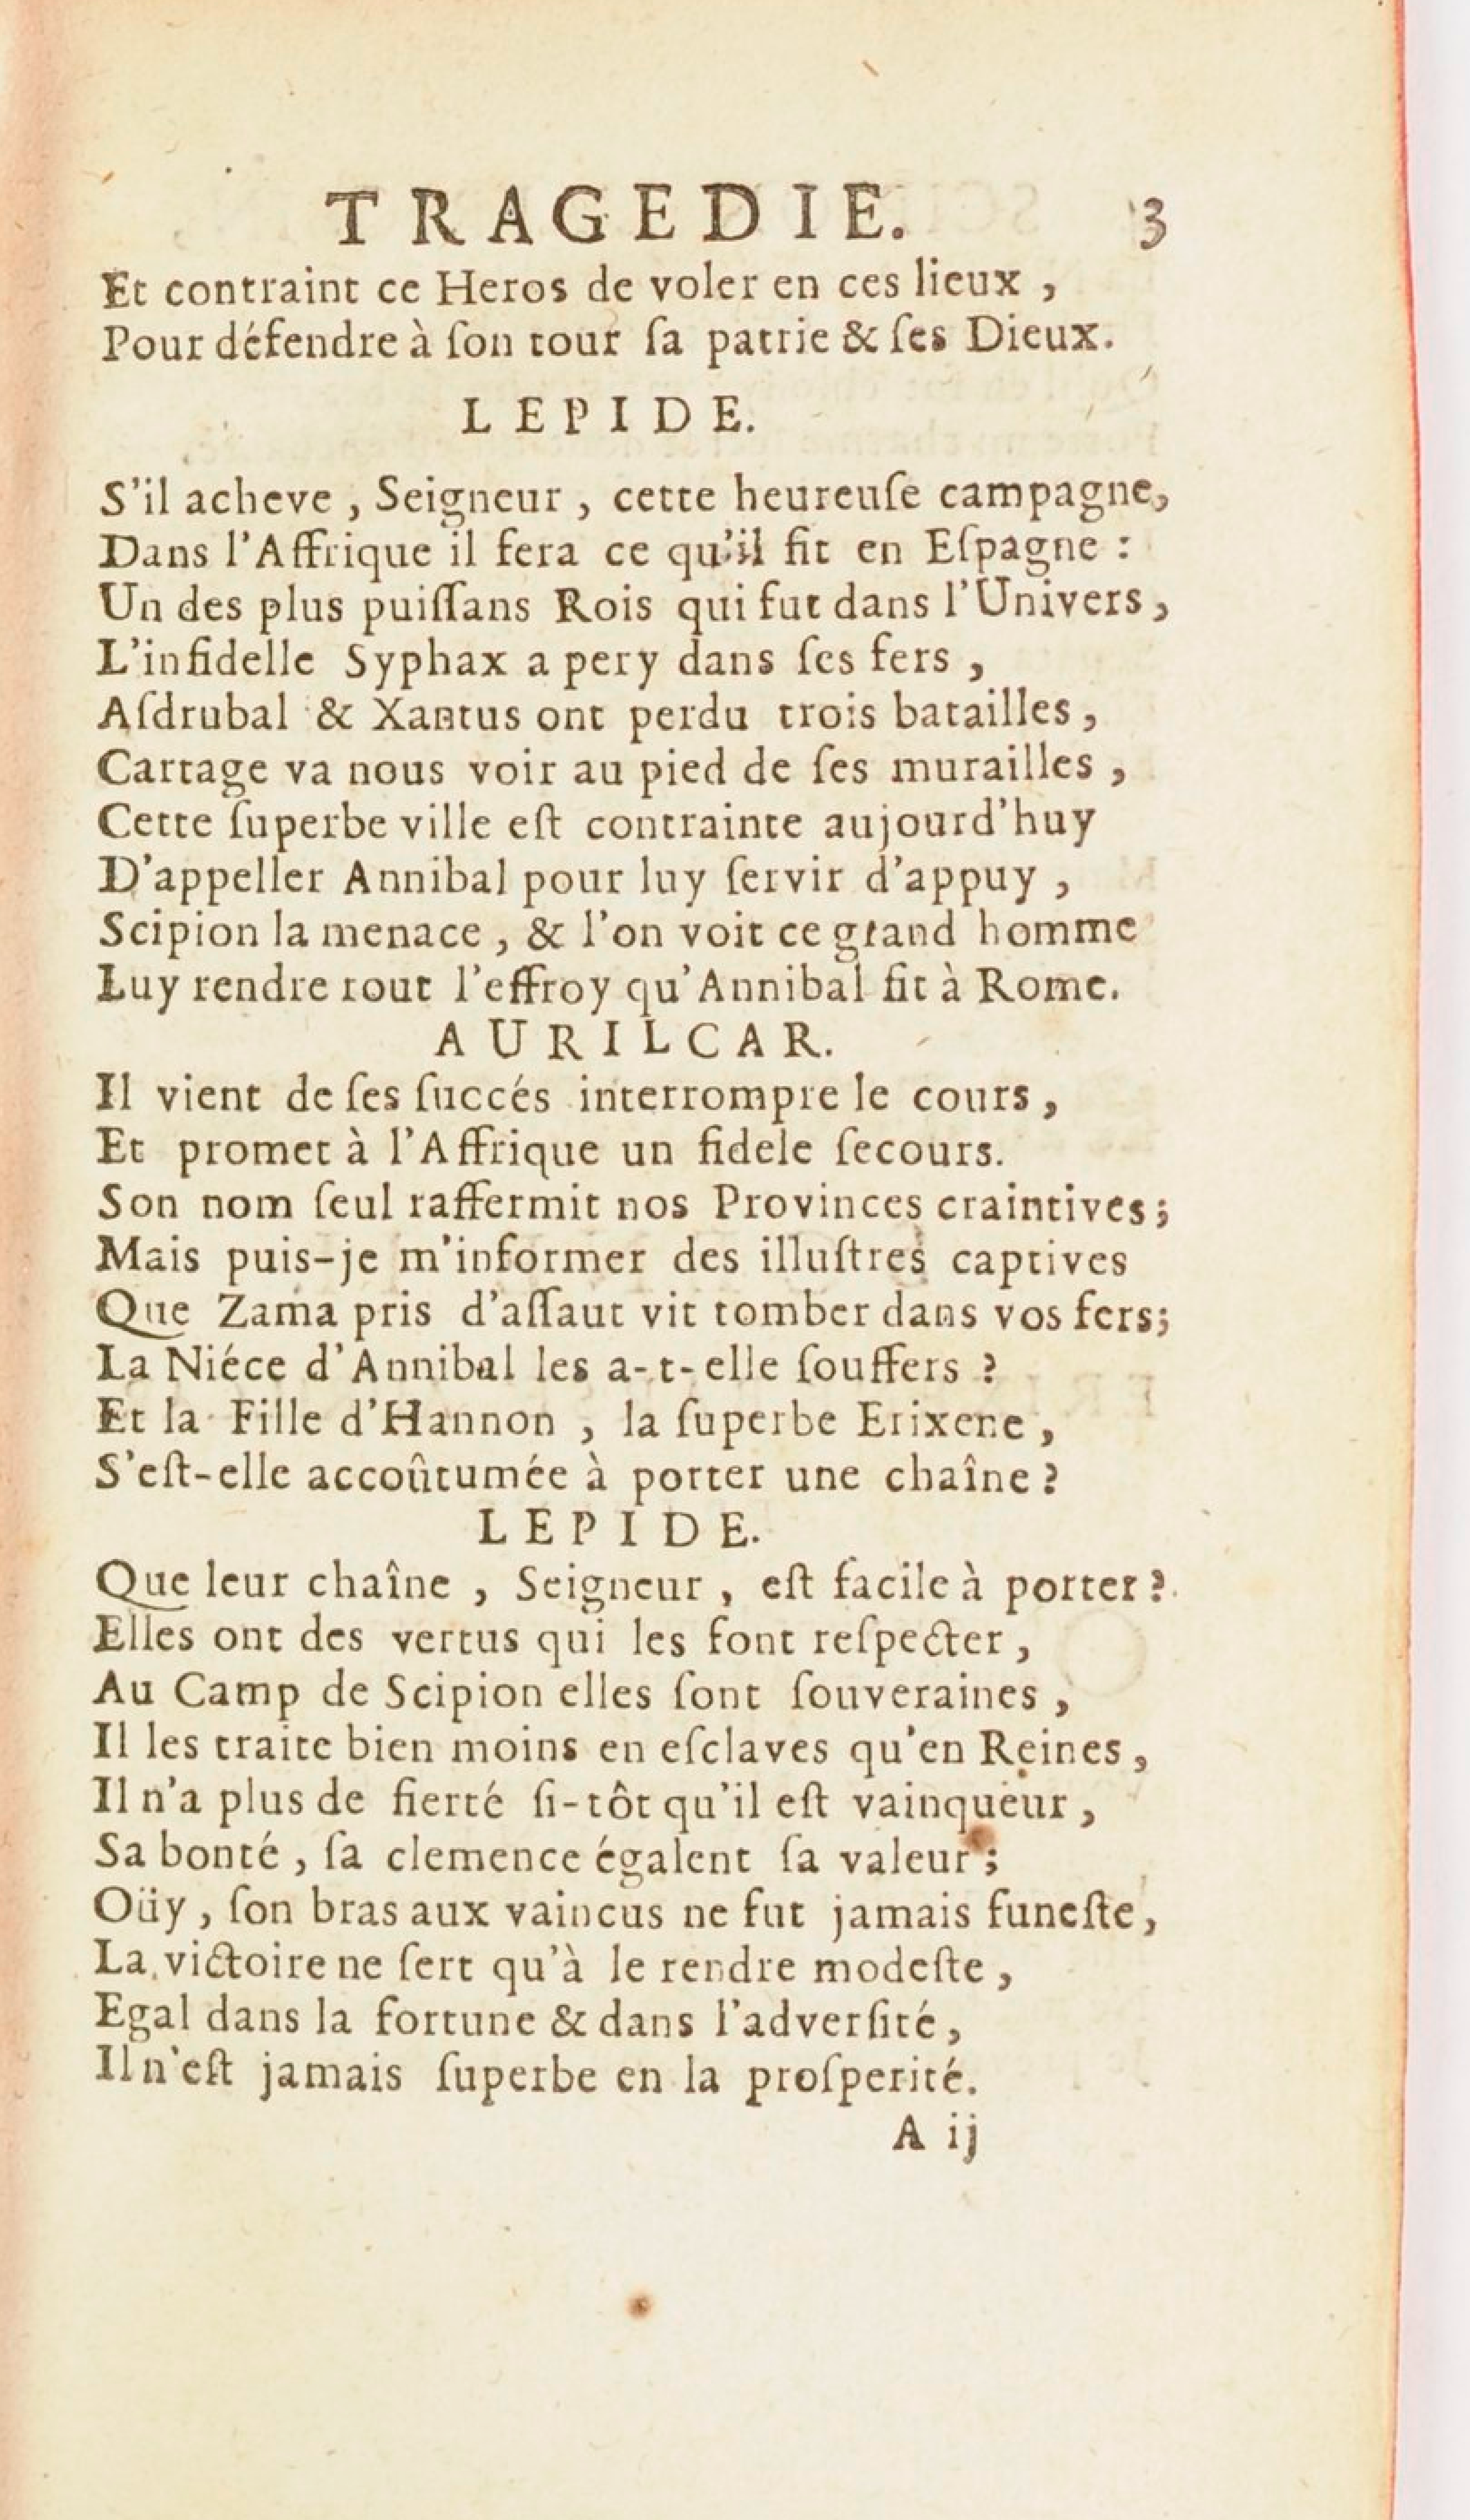 TRAGEDIE. 3
Et contraint ce Heros de voler en ces lieux ,
Pour défendre à ſon tour ſa patrie & ſes Dieux.
LEPIDE.
S'il acheve , Seigneur , cette heureuſe campagne,
Dans l'Affrique il fera ce qu'il fit en Eſpagne :
Un des plus puiſſans Rois qui fut dans l'Univers,
L'infidelle Syphax a pery dans ſes fers ,
Aſdrubal & Xantus ont perdu trois batailles ,
Cartage va nous voir au pied de ſes murailles ,
Cette ſuperbe ville eſt contrainte aujourd'huy
D'appeller Annibal pour luy ſervir d'appuy ,
Scipion la menace , & l'on voit ce grand homme
Luy rendre tout l'effroy qu'Annibal fit à Rome.
AURILCAR.
Il vient de ſes ſuccés interrompre le cours ,
Et promet à l'Affrique un fidele ſecours.
Son nom ſeul raffermit nos Provinces craintives ;
Mais puis-je m'informer des illuſtres captives
Que Zama pris d'aſſaut vit tomber dans vos fers;
La Niéce d'Annibal les a-t-elle ſouffers ?
Et la Fille d'Hannon , la ſuperbe Erixene ,
S'eſt-elle accoûtumée à porter une chaîne ?
LEPIDE.
Que leur chaîne , Seigneur , eſt facile à porter ?
Elles ont des vertus qui les font reſpecter ,
Au Camp de Scipion elles ſont ſouveraines ,
Il les traite bien moins en eſclaves qu'en Reines ,
Il n'a plus de fierté ſi-tôt qu'il eſt vainqueur ,
Sa bonté , ſa clemence égalent ſa valeur ;
Oüy , ſon bras aux vaincus ne fut jamais funeſte ,
La victoire ne ſert qu'à le rendre modeſte ,
Egal dans la fortune & dans l'adverſité ,
Il n'eſt jamais ſuperbe en la proſperité.
A ij